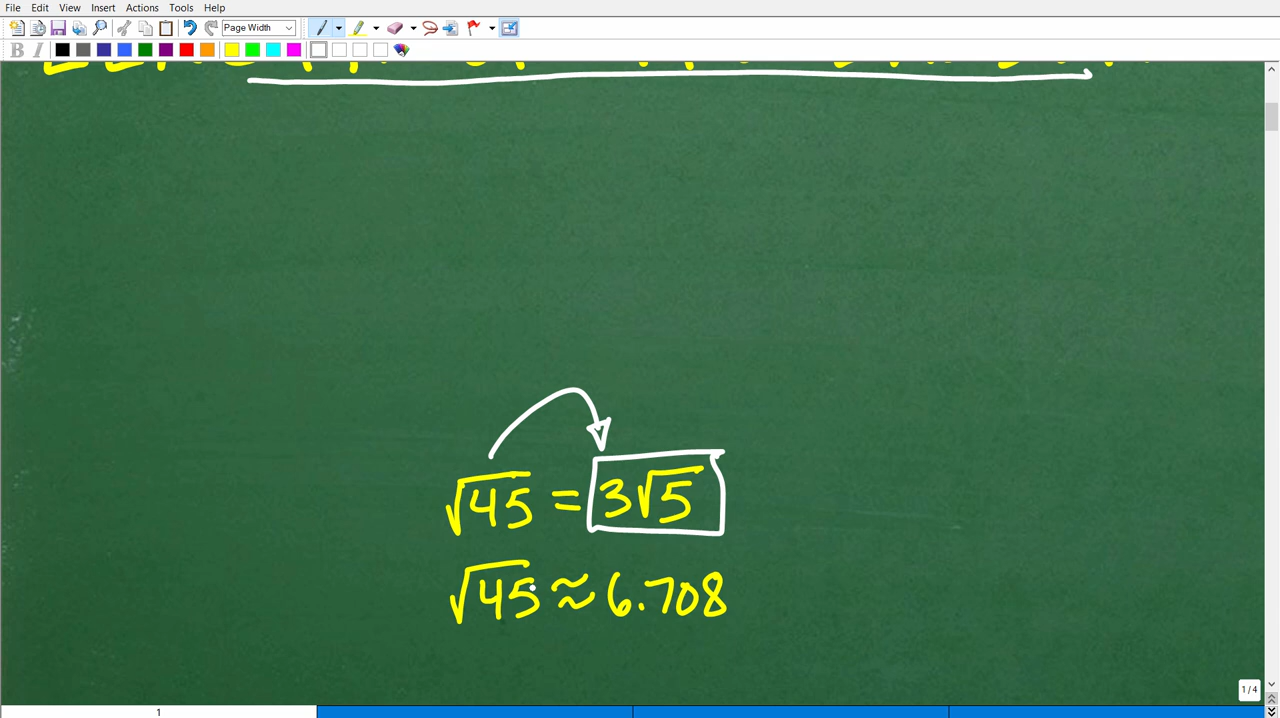 File Edit View Insert Actions Tools Help
Page Width
B I
√45 = 3√5
√45 ≈ 6.708
1/4
1